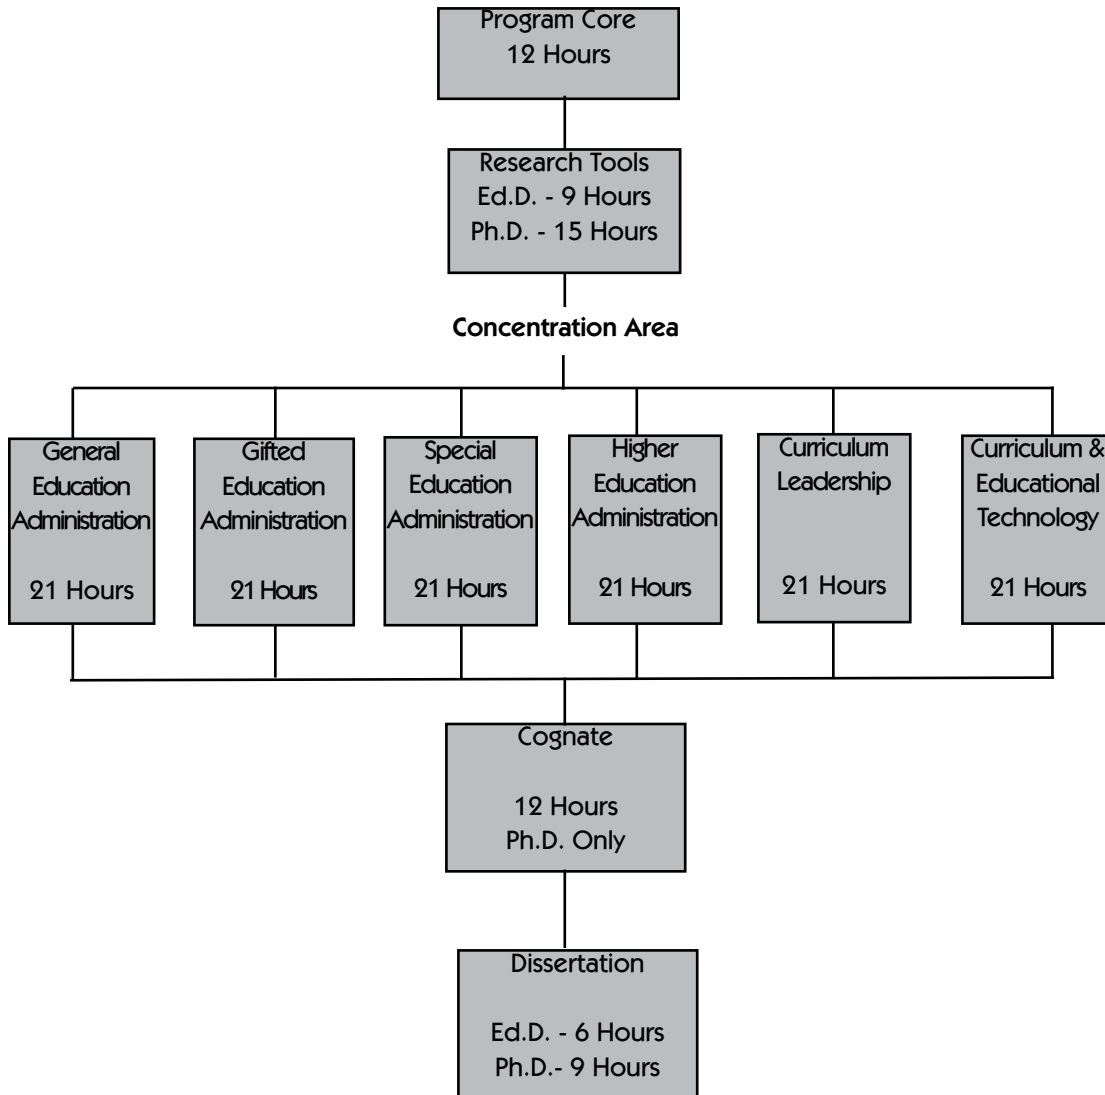 Program Core
12 Hours
Research Tools
Ed.D. - 9 Hours
Ph.D. - 15 Hours
Concentration Area
General
Education
Administration
21 Hours
Gifted
Education
Administration
21 Hours
Special
Education
Administration
21 Hours
Higher
Education
Administration
21 Hours
Curriculum
Leadership
21 Hours
Curriculum &
Educational
Technology
21 Hours
Cognate
12 Hours
Ph.D. Only
Dissertation
Ed.D. - 6 Hours
Ph.D.- 9 Hours